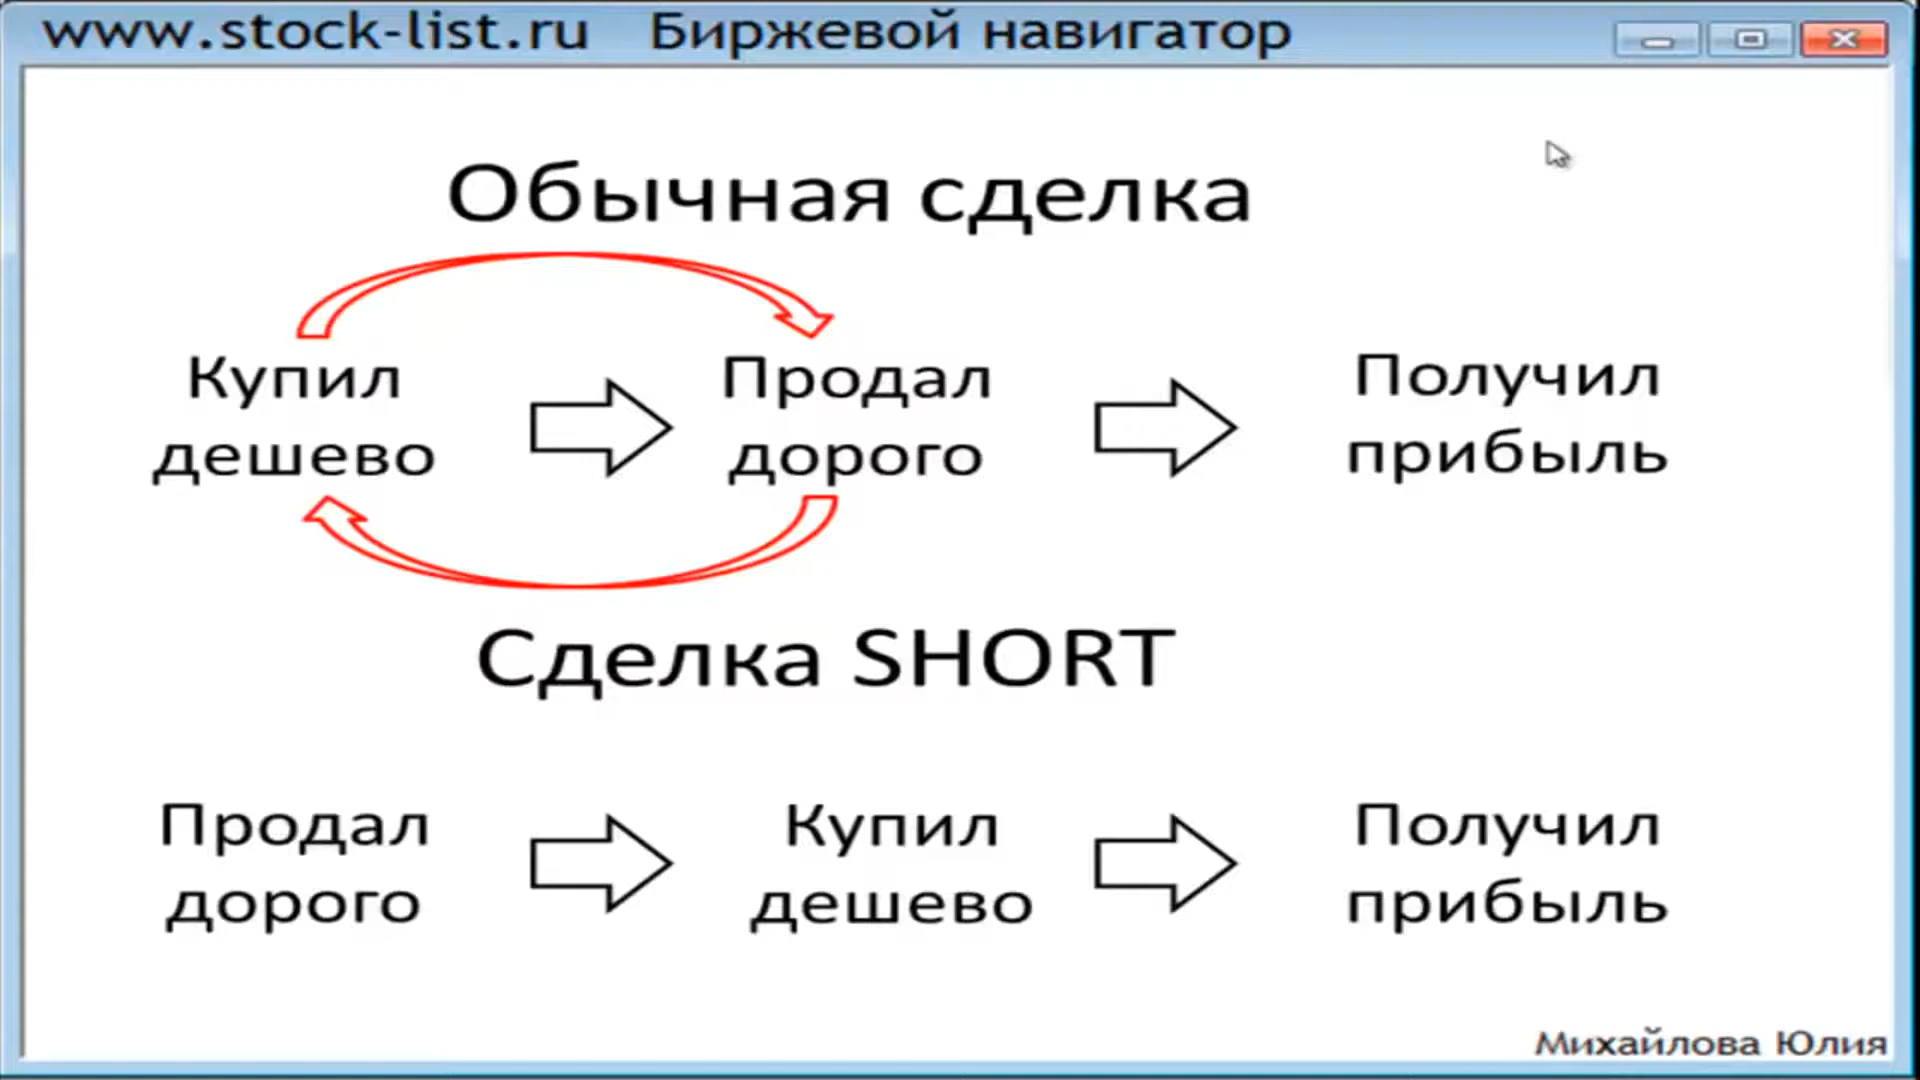 www.stock-list.ru Биржевой навигатор
Обычная сделка
Купил дешево
Продал дорого
Получил прибыль
Сделка SHORT
Продал дорого
Купил дешево
Получил прибыль
Михайлова Юлия